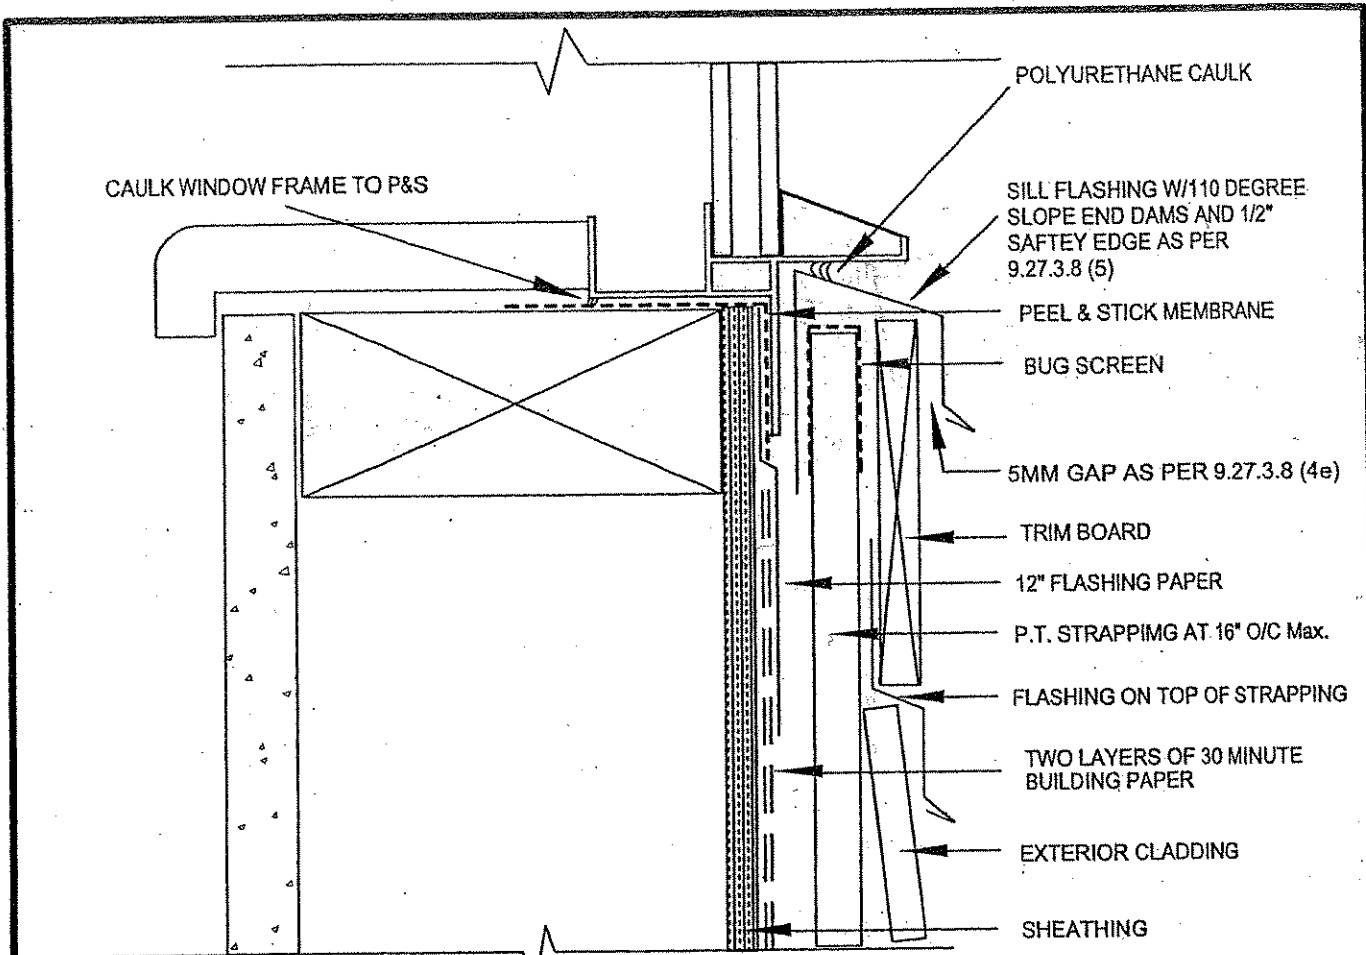 POLYURETHANE CAULK
CAULK WINDOW FRAME TO P&S
SILL FLASHING W/110 DEGREE
SLOPE END DAMS AND 1/2"
SAFTEY EDGE AS PER
9.27.3.8 (5)
PEEL & STICK MEMBRANE
BUG SCREEN
5MM GAP AS PER 9.27.3.8 (4e)
TRIM BOARD
12" FLASHING PAPER
P.T. STRAPPIMG AT 16" O/C Max.
FLASHING ON TOP OF STRAPPING
TWO LAYERS OF 30 MINUTE
BUILDING PAPER
EXTERIOR CLADDING
SHEATHING